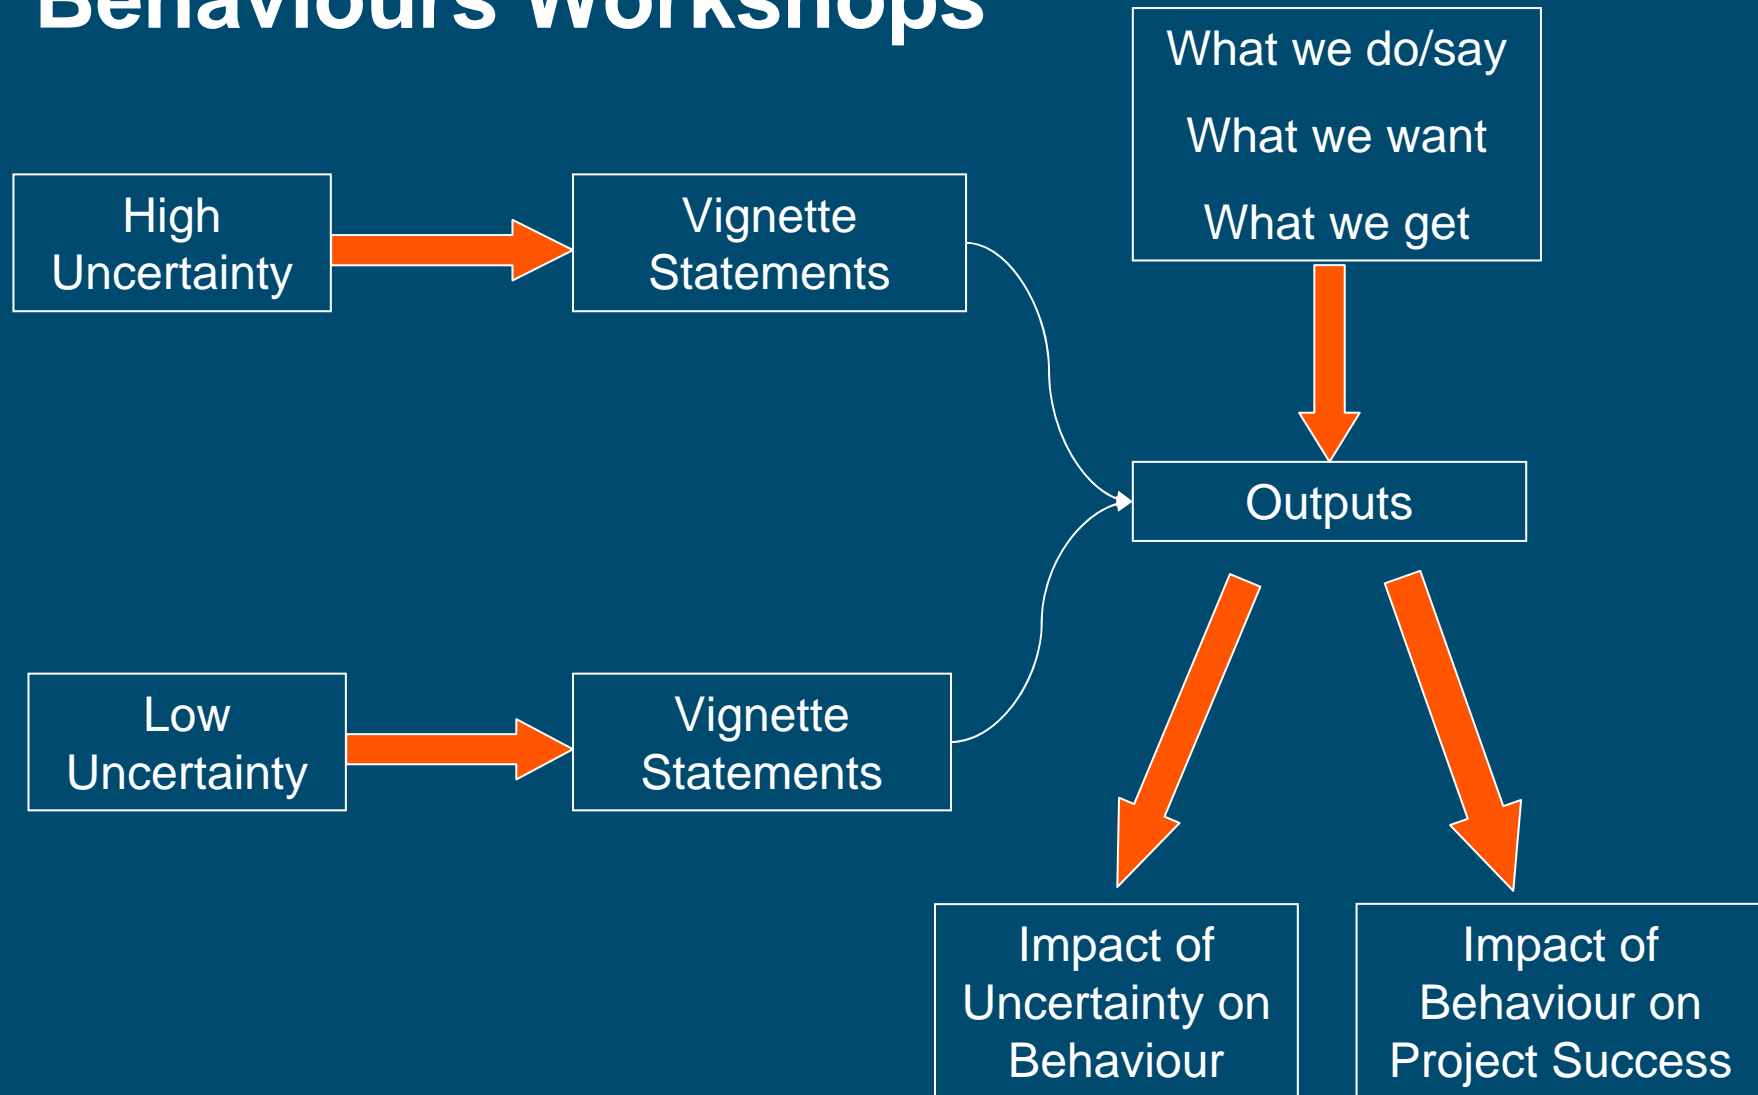 Behaviours Workshops
What we do/say
What we want
What we get
High
Uncertainty
Vignette
Statements
Outputs
Low
Uncertainty
Vignette
Statements
Impact of
Uncertainty on
Behaviour
Impact of
Behaviour on
Project Success